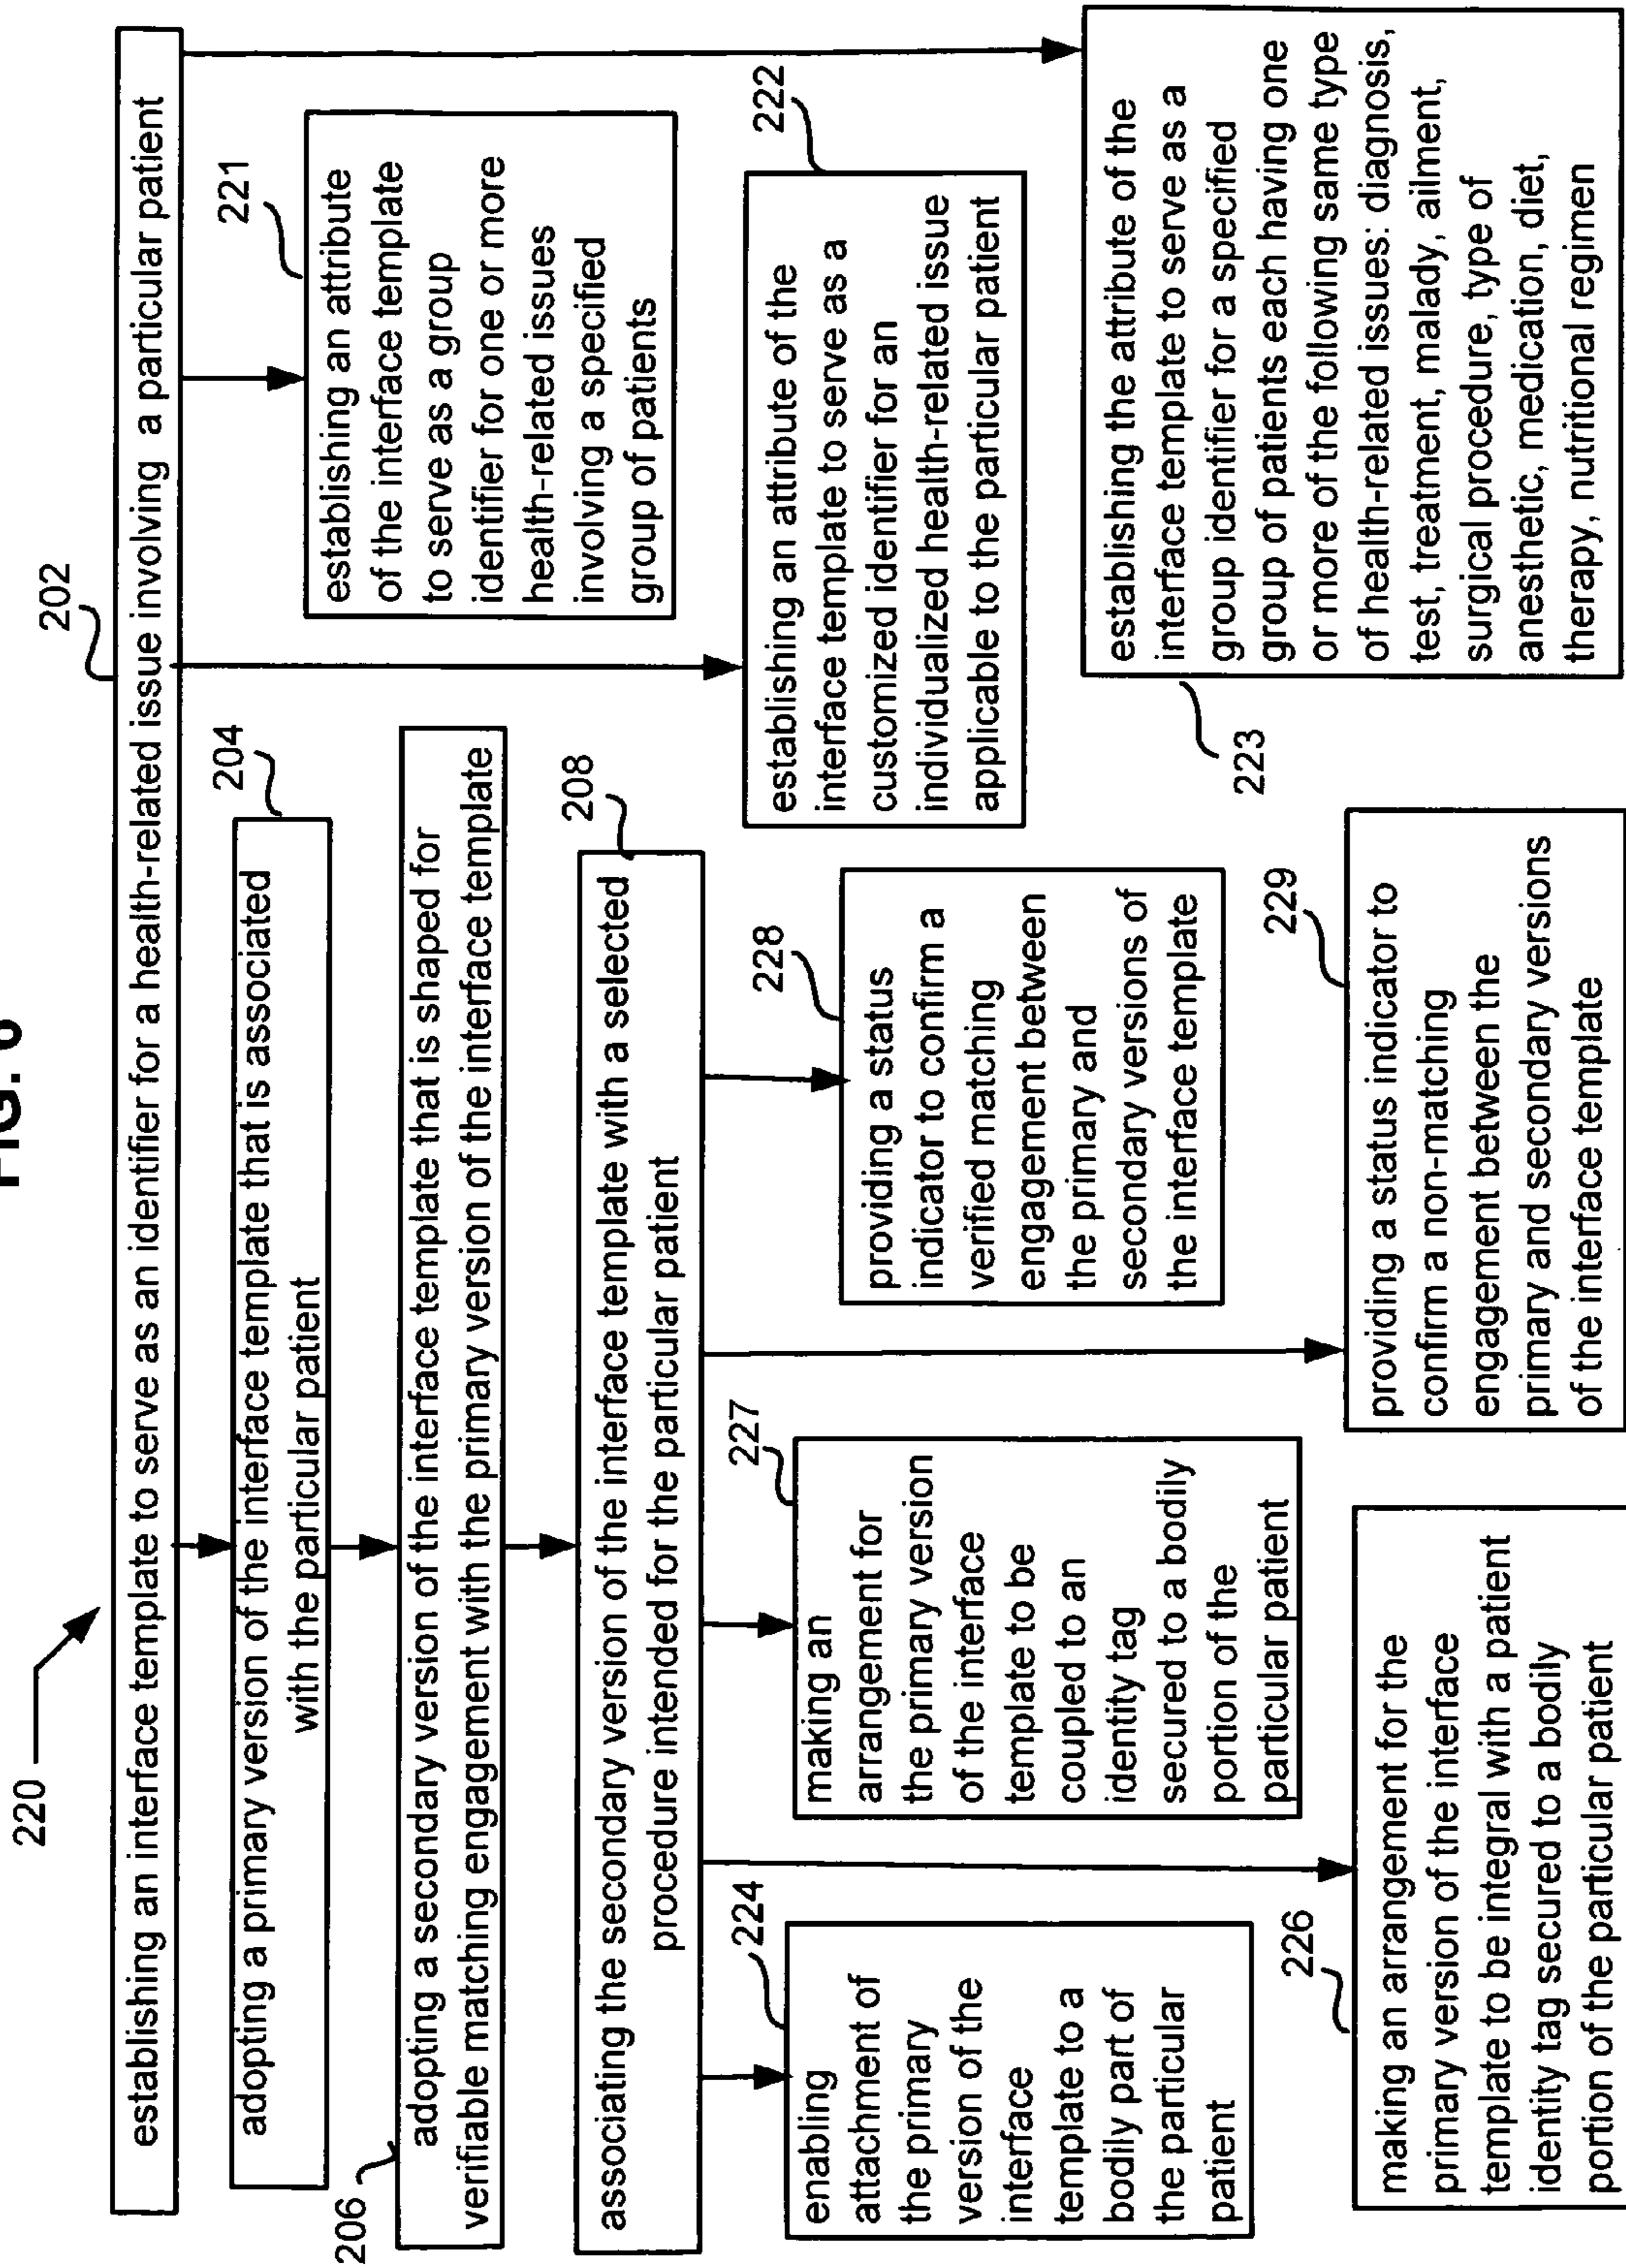 FIG.
220
202
establishing an interface template to serve as an identifier for a health-related issue involving a particular patient
204
adopting a primary version of the interface template that is associated
with the particular patient
206
adopting a secondary version of the interface template that is shaped for
verifiable matching engagement with the primary version of the interface template
208
associating the secondary version of the interface template with a selected
procedure intended for the particular patient
221
establishing an attribute
of the interface template
to serve as a group
identifier for one or more
health-related issues
involving a specified
group of patients
222
establishing an attribute of the
interface template to serve as a
customized identifier for an
individualized health-related issue
applicable to the particular patient
223
establishing the attribute of the
interface template to serve as a
group identifier for a specified
group of patients each having one
or more of the following same type
of health-related issues: diagnosis,
test, treatment, malady, ailment,
surgical procedure, type of
anesthetic, medication, diet,
therapy, nutritional regimen
224
enabling
attachment of
the primary
version of the
interface
template to a
bodily part of
the particular
patient
226
making an arrangement for the
primary version of the interface
template to be integral with a patient
identity tag secured to a bodily
portion of the particular patient
227
making an
arrangement for
the primary version
of the interface
template to be
coupled to an
identity tag
secured to a bodily
portion of the
particular patient
228
providing a status
indicator to confirm a
verified matching
engagement between
the primary and
secondary versions of
the interface template
229
providing a status indicator to
confirm a non-matching
engagement between the
primary and secondary versions
of the interface template